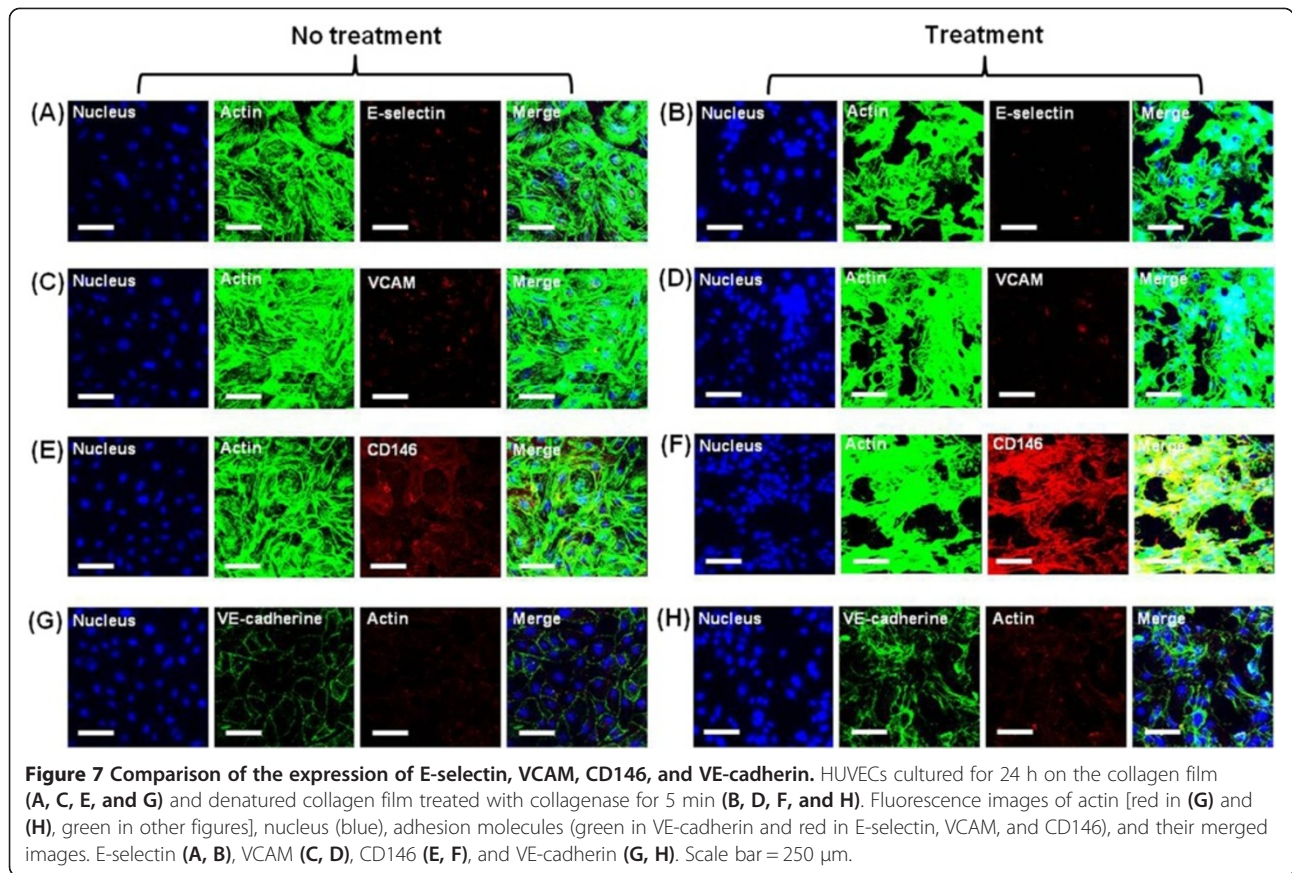 No treatment
Treatment
(A) Nucleus Actin E-selectin Merge
(B) Nucleus Actin E-selectin Merge
(C) Nucleus Actin VCAM Merge
(D) Nucleus Actin VCAM Merge
(E) Nucleus Actin CD146 Merge
(F) Nucleus Actin CD146 Merge
(G) Nucleus VE-cadherine Actin Merge
(H) Nucleus VE-cadherine Actin Merge
Figure 7 Comparison of the expression of E-selectin, VCAM, CD146, and VE-cadherin. HUVECs cultured for 24 h on the collagen film
(A, C, E, and G) and denatured collagen film treated with collagenase for 5 min (B, D, F, and H). Fluorescence images of actin [red in (G) and
(H), green in other figures], nucleus (blue), adhesion molecules (green in VE-cadherin and red in E-selectin, VCAM, and CD146), and their merged
images. E-selectin (A, B), VCAM (C, D), CD146 (E, F), and VE-cadherin (G, H). Scale bar = 250 μm.